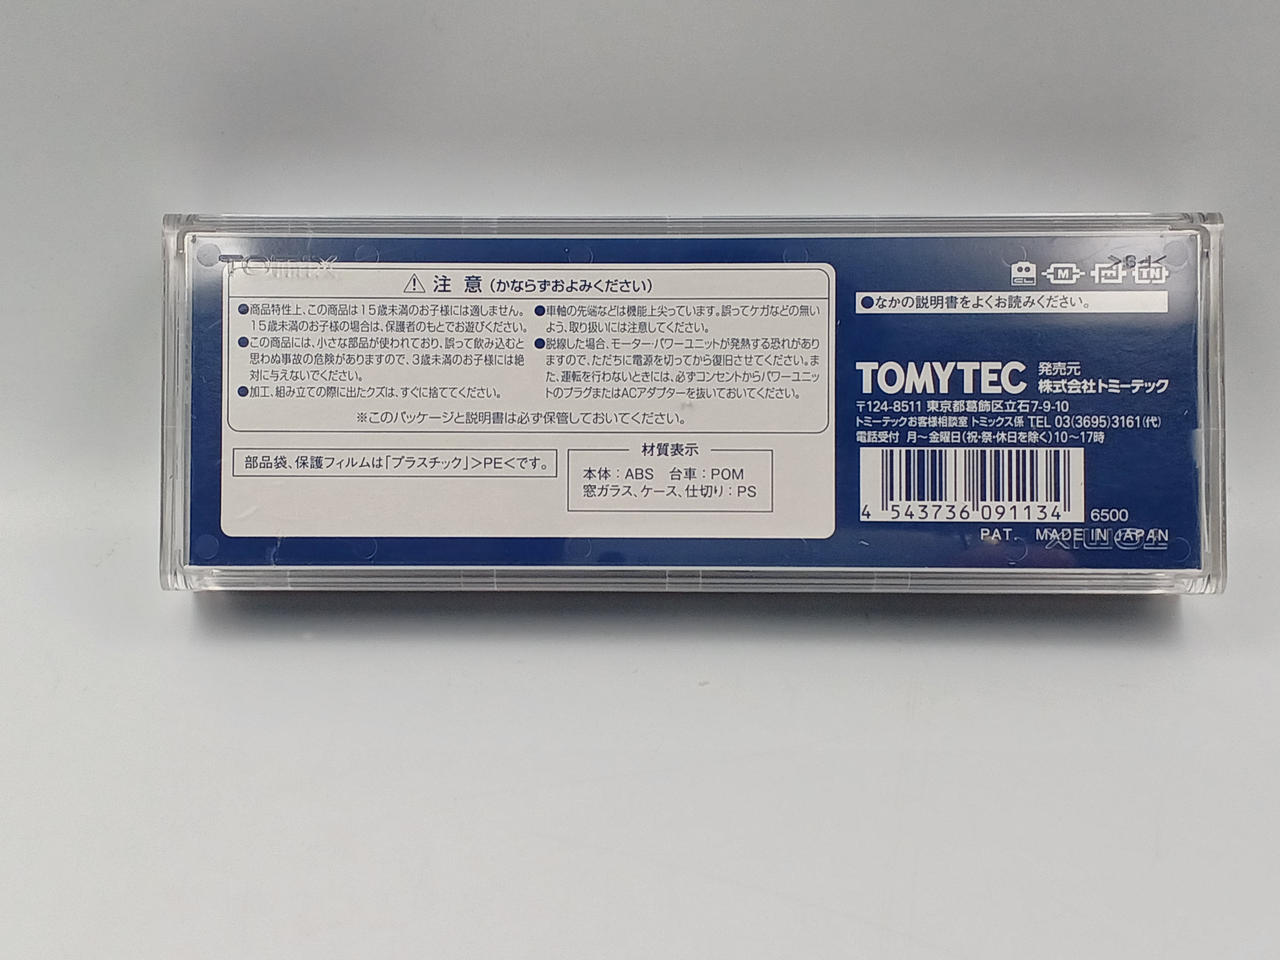 TOMIX
⚠ 注 意 (かならずおよみください)
●商品特性上、この商品は15歳未満のお子様には適しません。
15歳未満のお子様の場合は、保護者のもとでお遊びください。
●この商品には、小さな部品が使われており、誤って飲み込むと
思わぬ事故の危険がありますので、3歳未満のお子様には絶
対に与えないでください。
●加工、組み立ての際に出たクズは、すぐに捨ててください。
●車軸の先端などは機能上尖っています。誤ってケガなどの無い
よう、取り扱いには注意してください。
●脱線した場合、モーター・パワーユニットが発熱する恐れがあり
ますので、ただちに電源を切ってから復旧させてください。ま
た、運転を行わないときには、必ずコンセントからパワーユニッ
トのプラグまたはACアダプターを抜いておいてください。
※このパッケージと説明書は必ず保管しておいてください。
部品袋、保護フィルムは「プラスチック」>PE<です。
材質表示
本体：ABS 台車：POM
窓ガラス、ケース、仕切り：PS
>PS<
CL M TN
●なかの説明書をよくお読みください。
TOMYTEC 発売元
株式会社トミーテック
〒124-8511 東京都葛飾区立石7-9-10
トミーテックお客様相談室 トミックス係 TEL 03(3695)3161(代)
電話受付 月〜金曜日(祝・祭・休日を除く)10〜17時
4 543736 091134
6500
PAT. MADE IN JAPAN
TOMIX